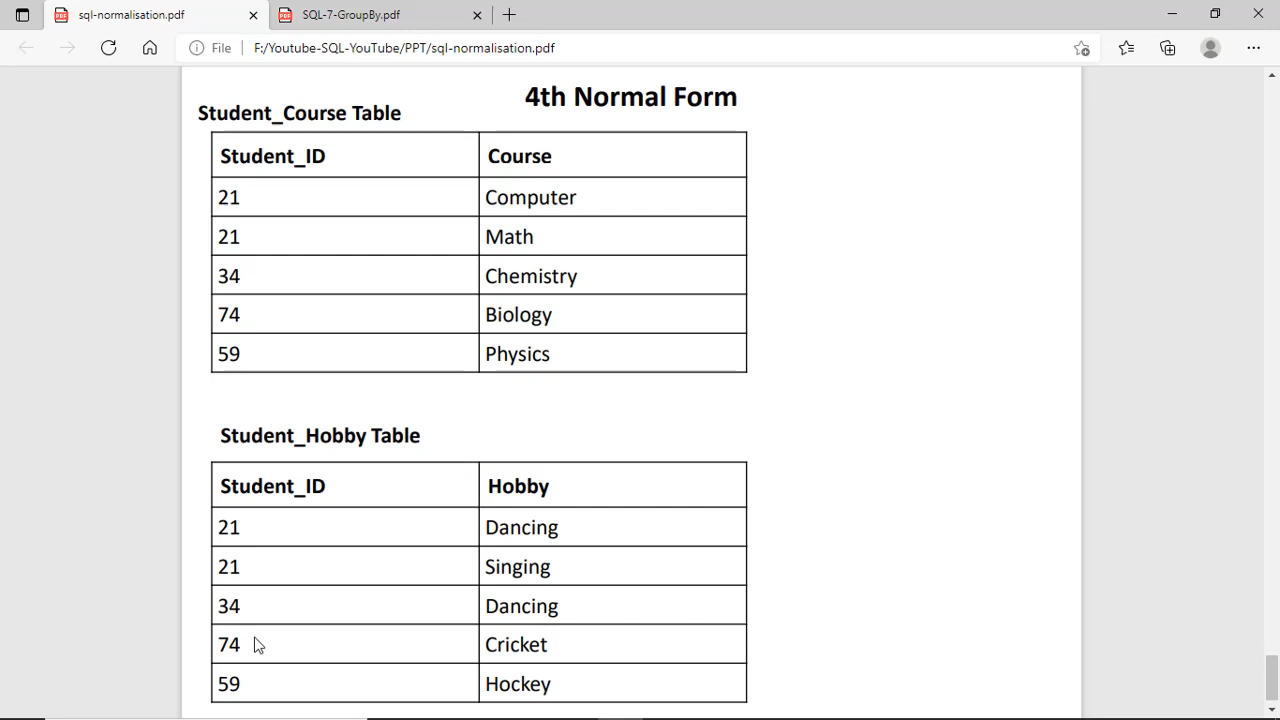 sql-normalisation.pdf
SQL-7-GroupBy.pdf
File F:/Youtube-SQL-YouTube/PPT/sql-normalisation.pdf
4th Normal Form
Student_Course Table
Student_ID Course
21 Computer
21 Math
34 Chemistry
74 Biology
59 Physics
Student_Hobby Table
Student_ID Hobby
21 Dancing
21 Singing
34 Dancing
74 Cricket
59 Hockey